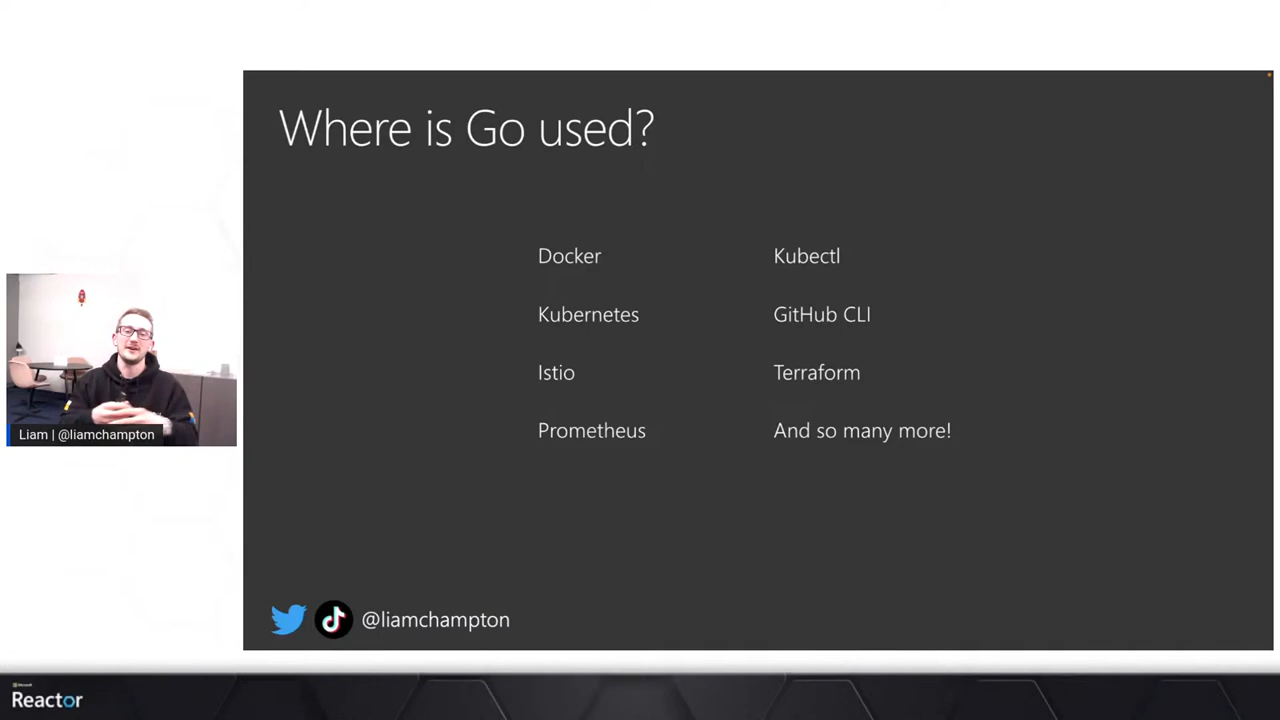 Where is Go used?
Docker
Kubectl
Kubernetes
GitHub CLI
Istio
Terraform
Prometheus
And so many more!
Liam | @liamchampton
@liamchampton
Microsoft
Reactor